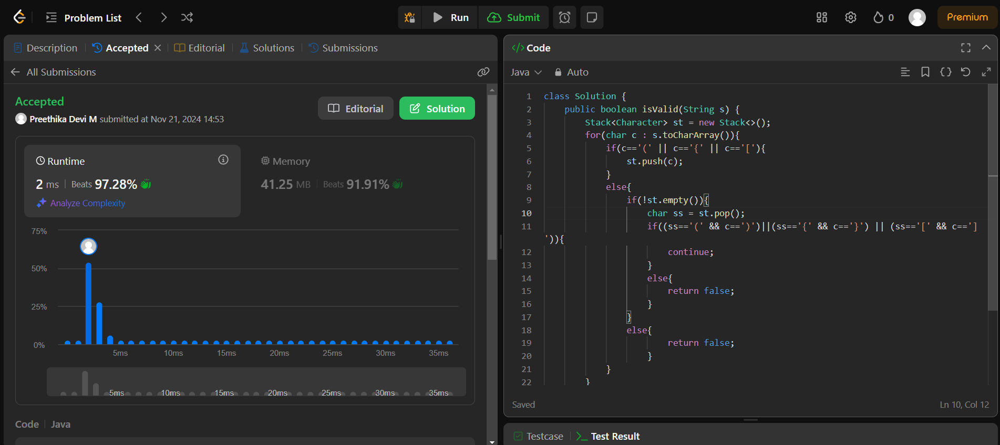 Problem List
Run
Submit
0
Premium
Description
Accepted
Editorial
Solutions
Submissions
All Submissions
Accepted
Editorial
Solution
Preethika Devi M submitted at Nov 21, 2024 14:53
Runtime
2 ms | Beats 97.28%
Analyze Complexity
Memory
41.25 MB | Beats 91.91%
75%
50%
25%
0%
5ms 10ms 15ms 20ms 25ms 30ms 35ms
5ms 10ms 15ms 20ms 25ms 30ms 35ms
Code | Java
</> Code
Java
Auto
1 class Solution {
2 public boolean isValid(String s) {
3 Stack<Character> st = new Stack<>();
4 for(char c : s.toCharArray()){
5 if(c=='(' || c=='{' || c=='['){
6 st.push(c);
7 }
8 else{
9 if(!st.empty()){
10 char ss = st.pop();
11 if((ss=='(' && c==')')||(ss=='{' && c=='}') || (ss=='[' && c==']
')){
12 continue;
13 }
14 else{
15 return false;
16 }
17 }
18 else{
19 return false;
20 }
21 }
22 }
Saved
Ln 10, Col 12
Testcase
Test Result